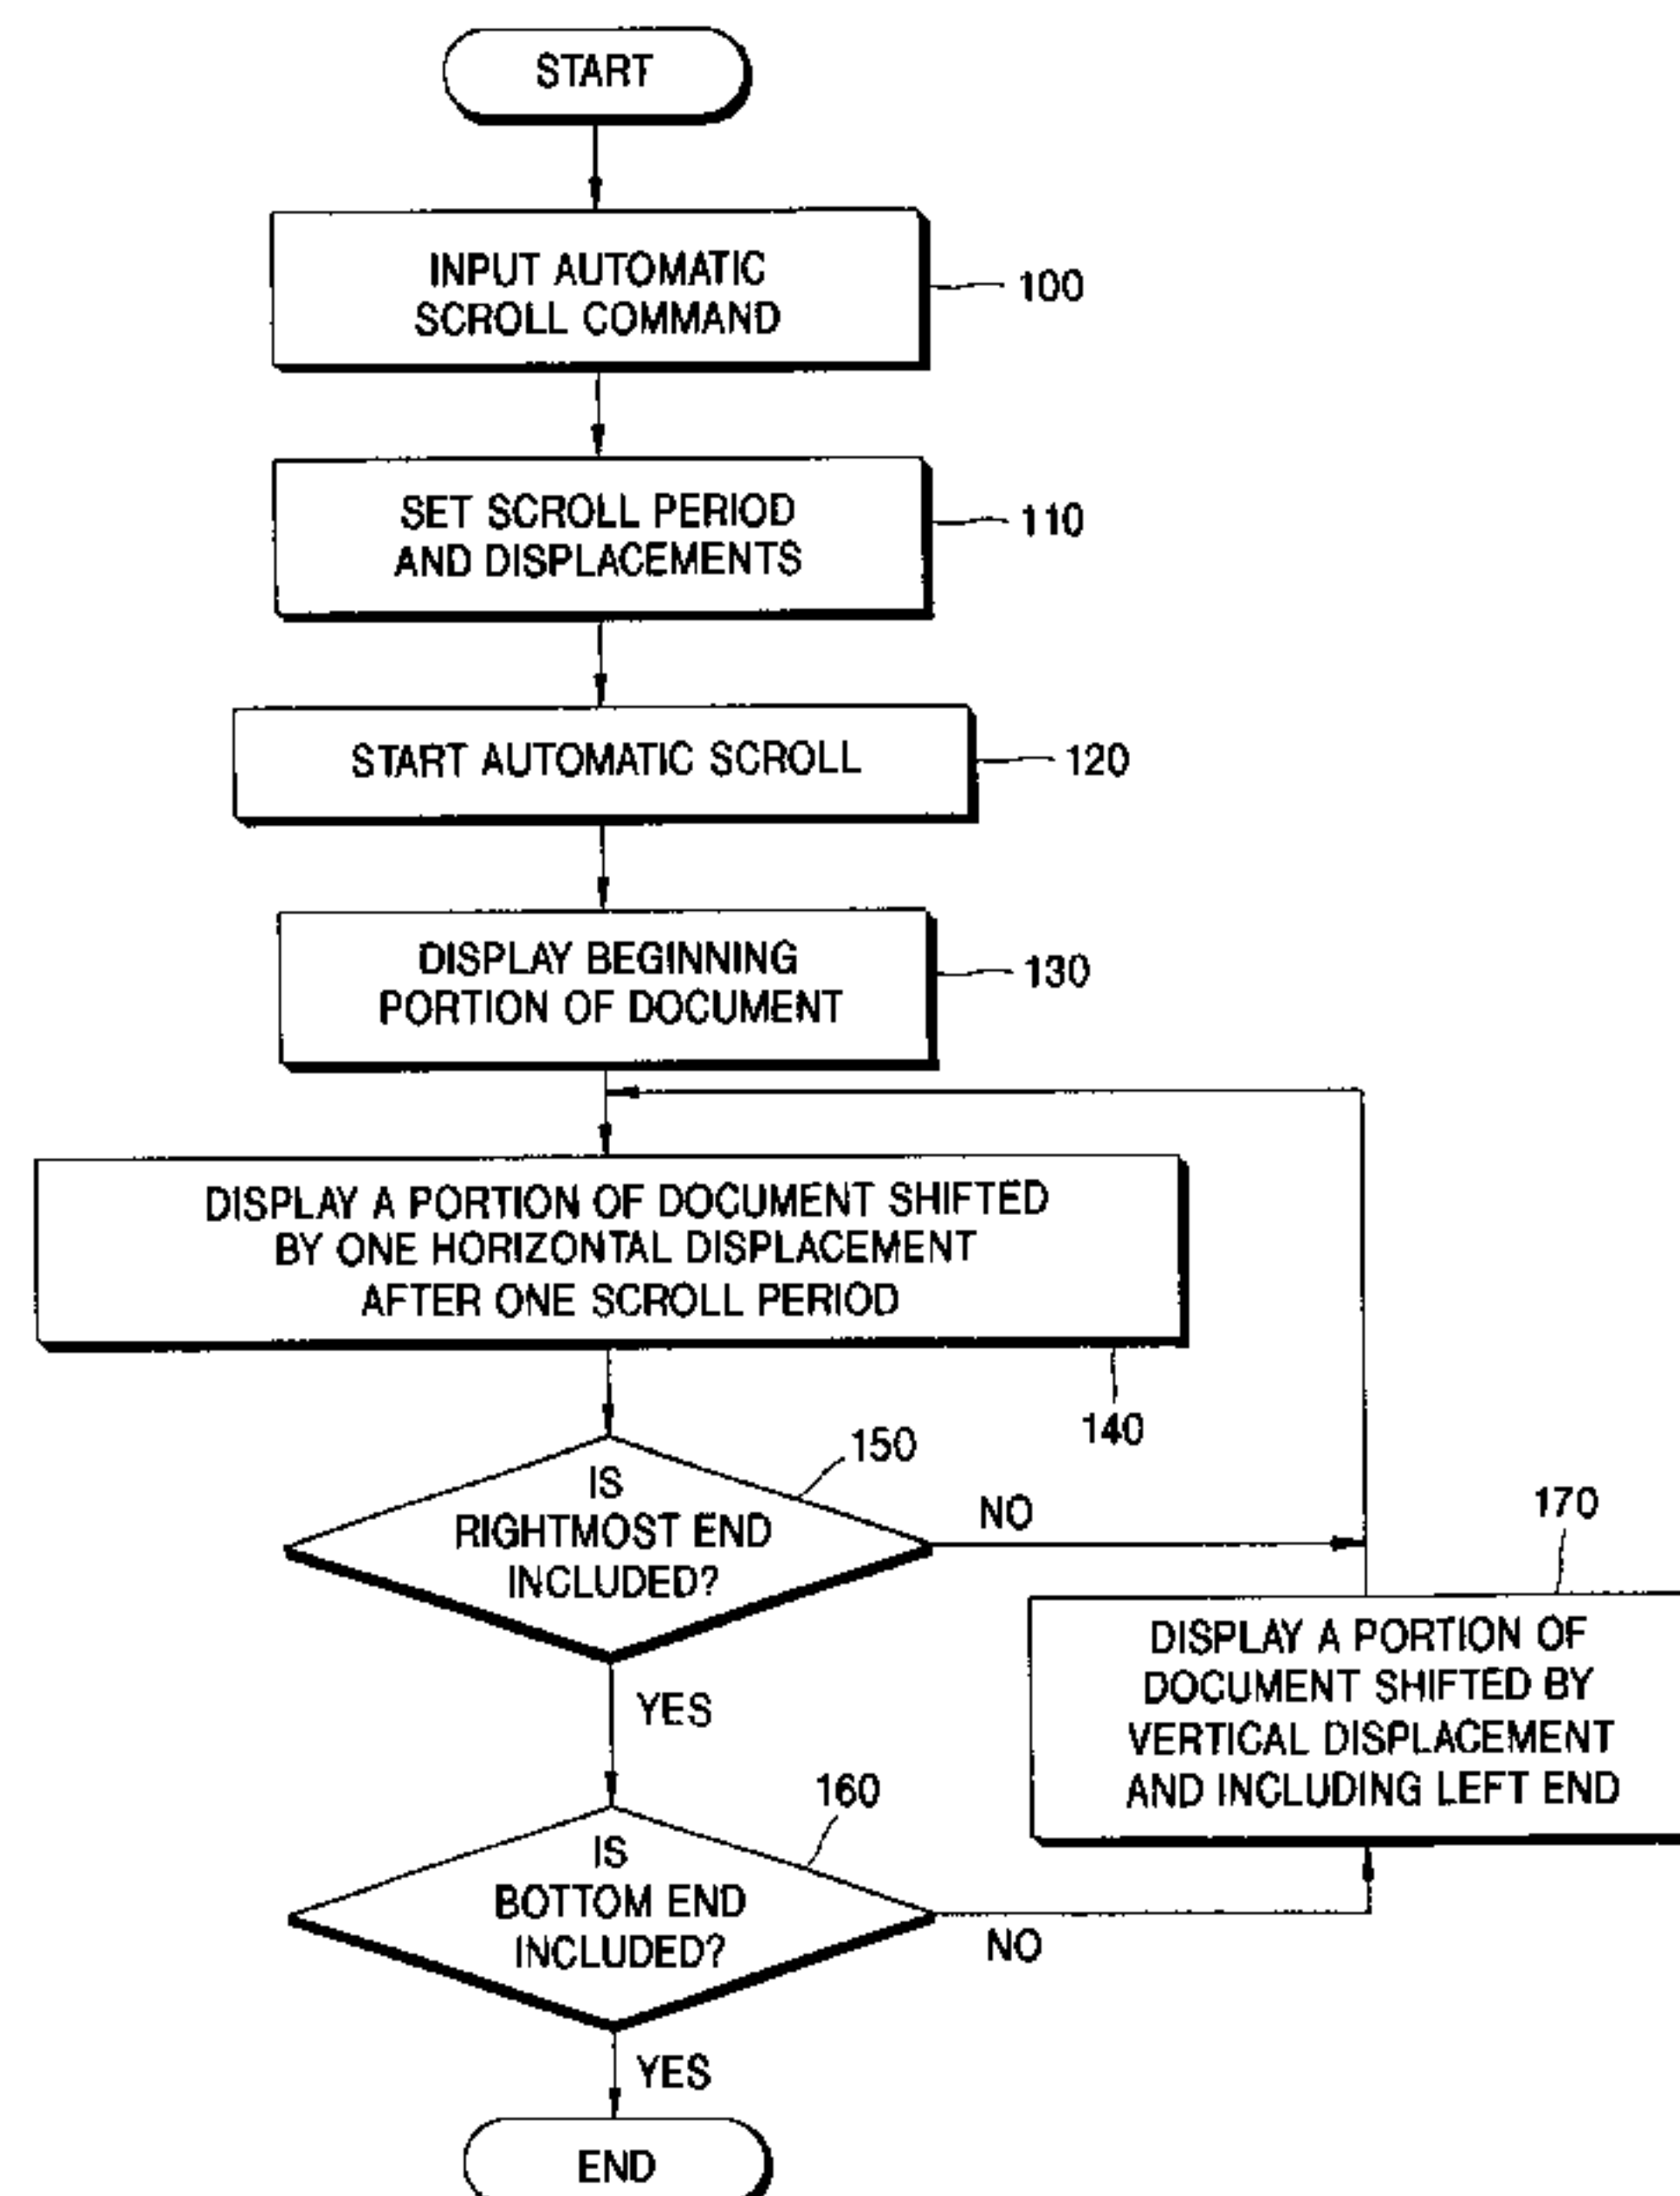 START
INPUT AUTOMATIC
SCROLL COMMAND
100
SET SCROLL PERIOD
AND DISPLACEMENTS
110
START AUTOMATIC SCROLL
120
DISPLAY BEGINNING
PORTION OF DOCUMENT
130
DISPLAY A PORTION OF DOCUMENT SHIFTED
BY ONE HORIZONTAL DISPLACEMENT
AFTER ONE SCROLL PERIOD
140
150
IS
RIGHTMOST END
INCLUDED?
NO
YES
170
DISPLAY A PORTION OF
DOCUMENT SHIFTED BY
VERTICAL DISPLACEMENT
AND INCLUDING LEFT END
160
IS
BOTTOM END
INCLUDED?
NO
YES
END